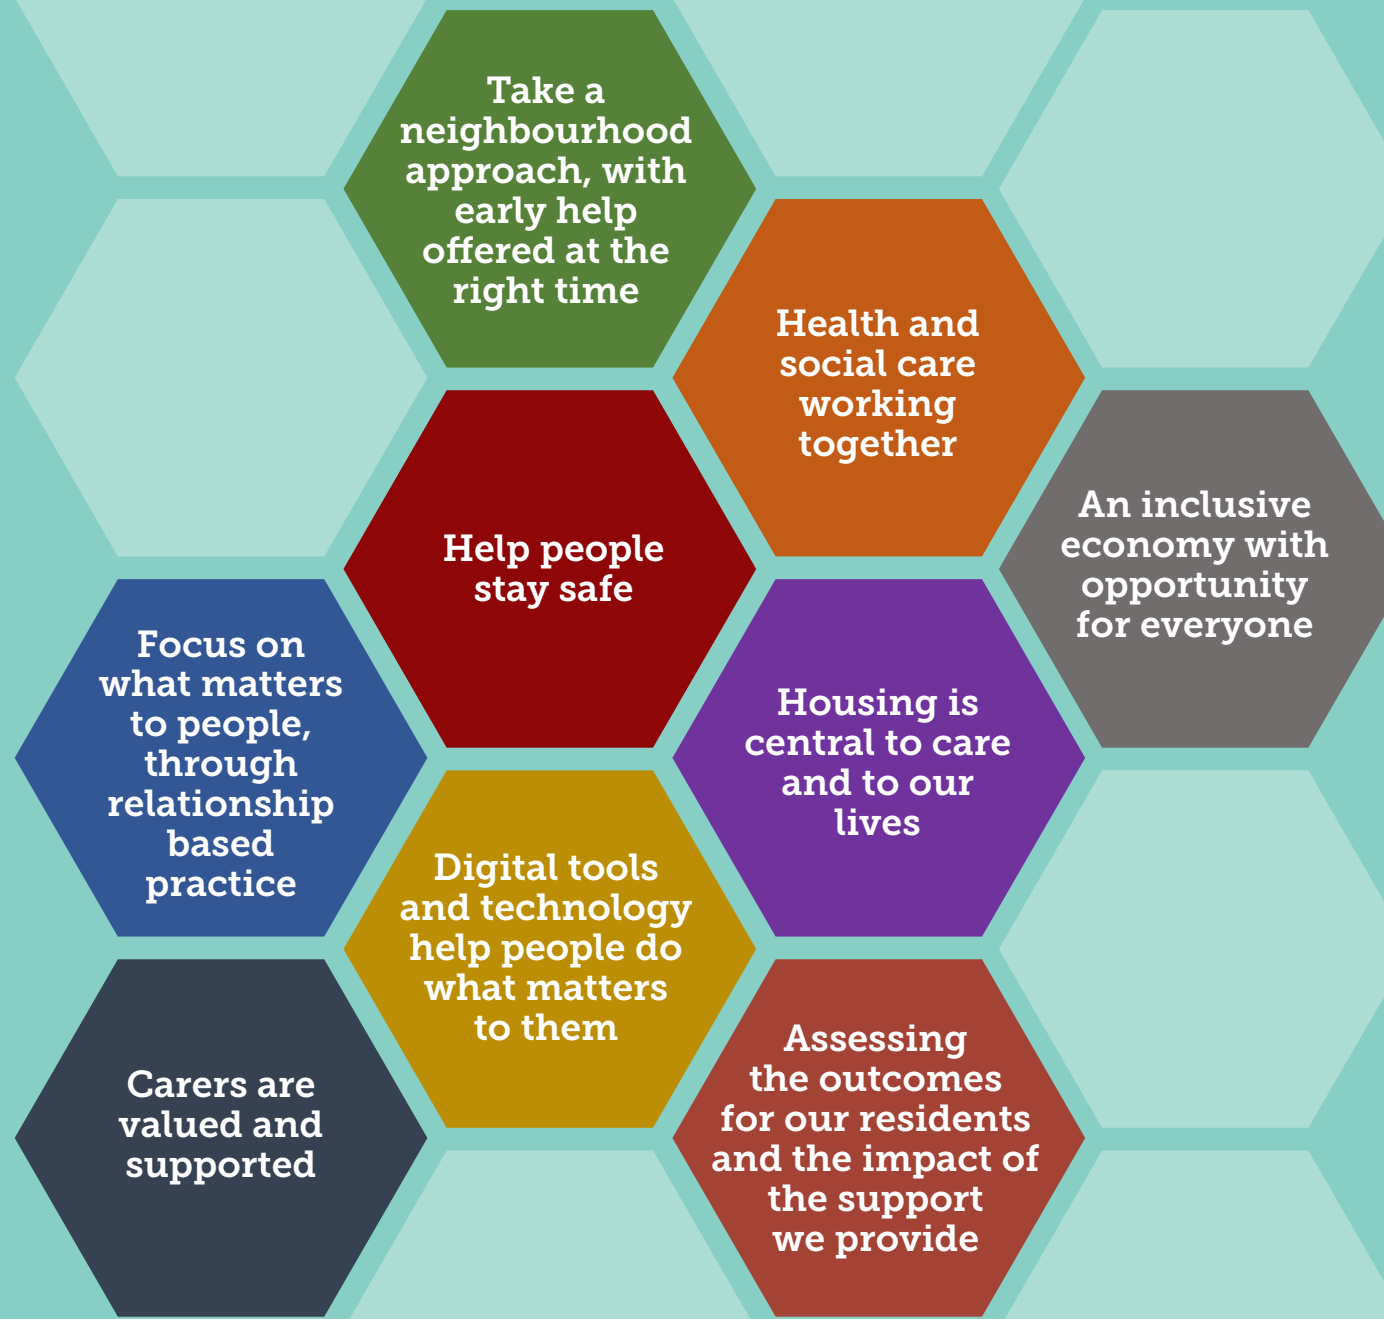 Take a
neighbourhood
approach, with
early help
offered at the
right time
Health and
social care
working
together
An inclusive
economy with
opportunity
for everyone
Help people
stay safe
Focus on
what matters
to people,
through
relationship
based
practice
Housing is
central to care
and to our
lives
Digital tools
and technology
help people do
what matters
to them
Carers are
valued and
supported
Assessing
the outcomes
for our residents
and the impact of
the support
we provide